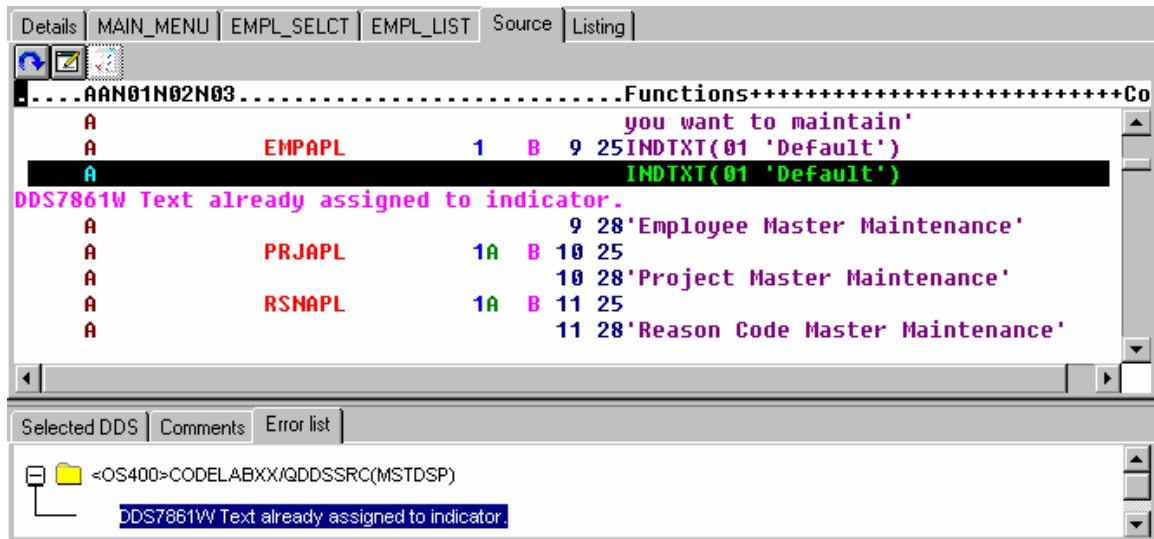 Details MAIN_MENU EMPL_SELCT EMPL_LIST Source Listing
.....AAN01N02N03............................Functions+++++++++++++++++++++++++++Co
A you want to maintain'
A EMPAPL 1 B 9 25INDTXT(01 'Default')
A INDTXT(01 'Default')
DDS7861W Text already assigned to indicator.
A 9 28'Employee Master Maintenance'
A PRJAPL 1A B 10 25
A 10 28'Project Master Maintenance'
A RSNAPL 1A B 11 25
A 11 28'Reason Code Master Maintenance'
Selected DDS Comments Error list
<OS400>CODELABXX/QDDSSRC(MSTDSP)
DDS7861W Text already assigned to indicator.